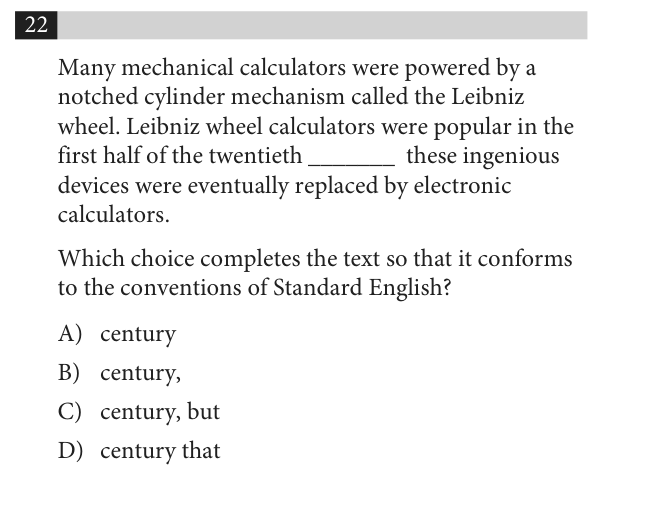 22
Many mechanical calculators were powered by a
notched cylinder mechanism called the Leibniz
wheel. Leibniz wheel calculators were popular in the
first half of the twentieth _______ these ingenious
devices were eventually replaced by electronic
calculators.
Which choice completes the text so that it conforms
to the conventions of Standard English?
A) century
B) century,
C) century, but
D) century that